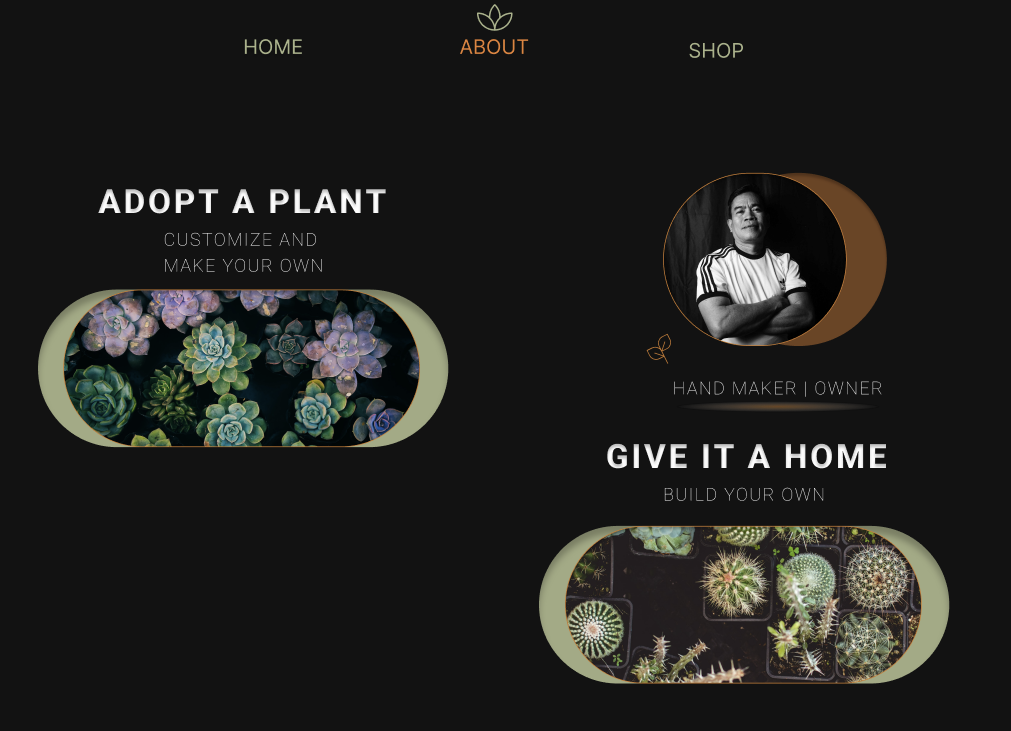 HOME
ABOUT
SHOP
ADOPT A PLANT
CUSTOMIZE AND
MAKE YOUR OWN
HAND MAKER | OWNER
GIVE IT A HOME
BUILD YOUR OWN